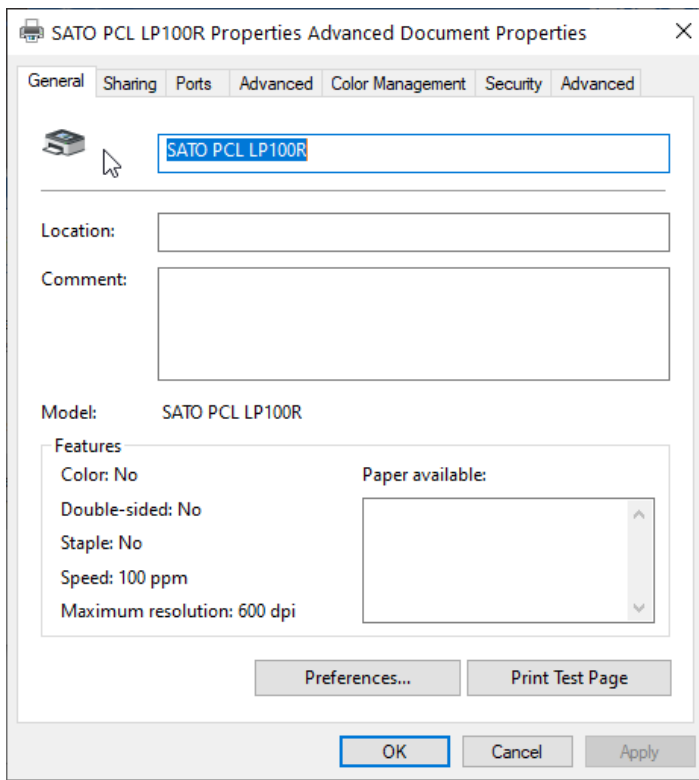 SATO PCL LP100R Properties Advanced Document Properties
General Sharing Ports Advanced Color Management Security Advanced
SATO PCL LP100R
Location:
Comment:
Model: SATO PCL LP100R
Features
Color: No
Paper available:
Double-sided: No
Staple: No
Speed: 100 ppm
Maximum resolution: 600 dpi
Preferences... Print Test Page
OK Cancel Apply